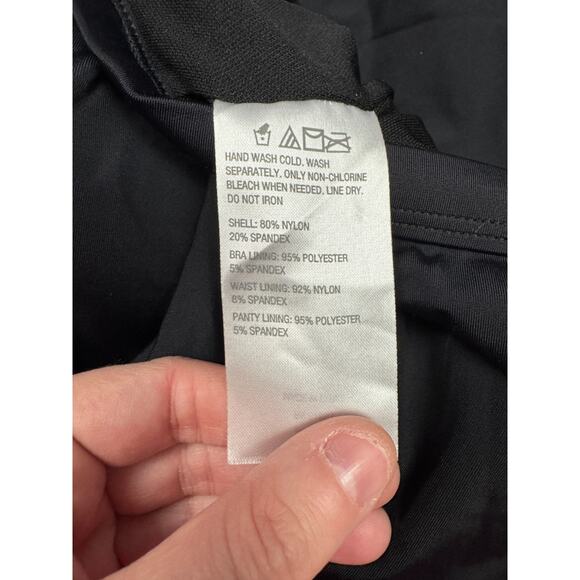 HAND WASH COLD. WASH
SEPARATELY. ONLY NON-CHLORINE
BLEACH WHEN NEEDED. LINE DRY.
DO NOT IRON
SHELL: 80% NYLON
20% SPANDEX
BRA LINING: 95% POLYESTER
5% SPANDEX
WAIST LINING: 92% NYLON
8% SPANDEX
PANTY LINING: 95% POLYESTER
5% SPANDEX